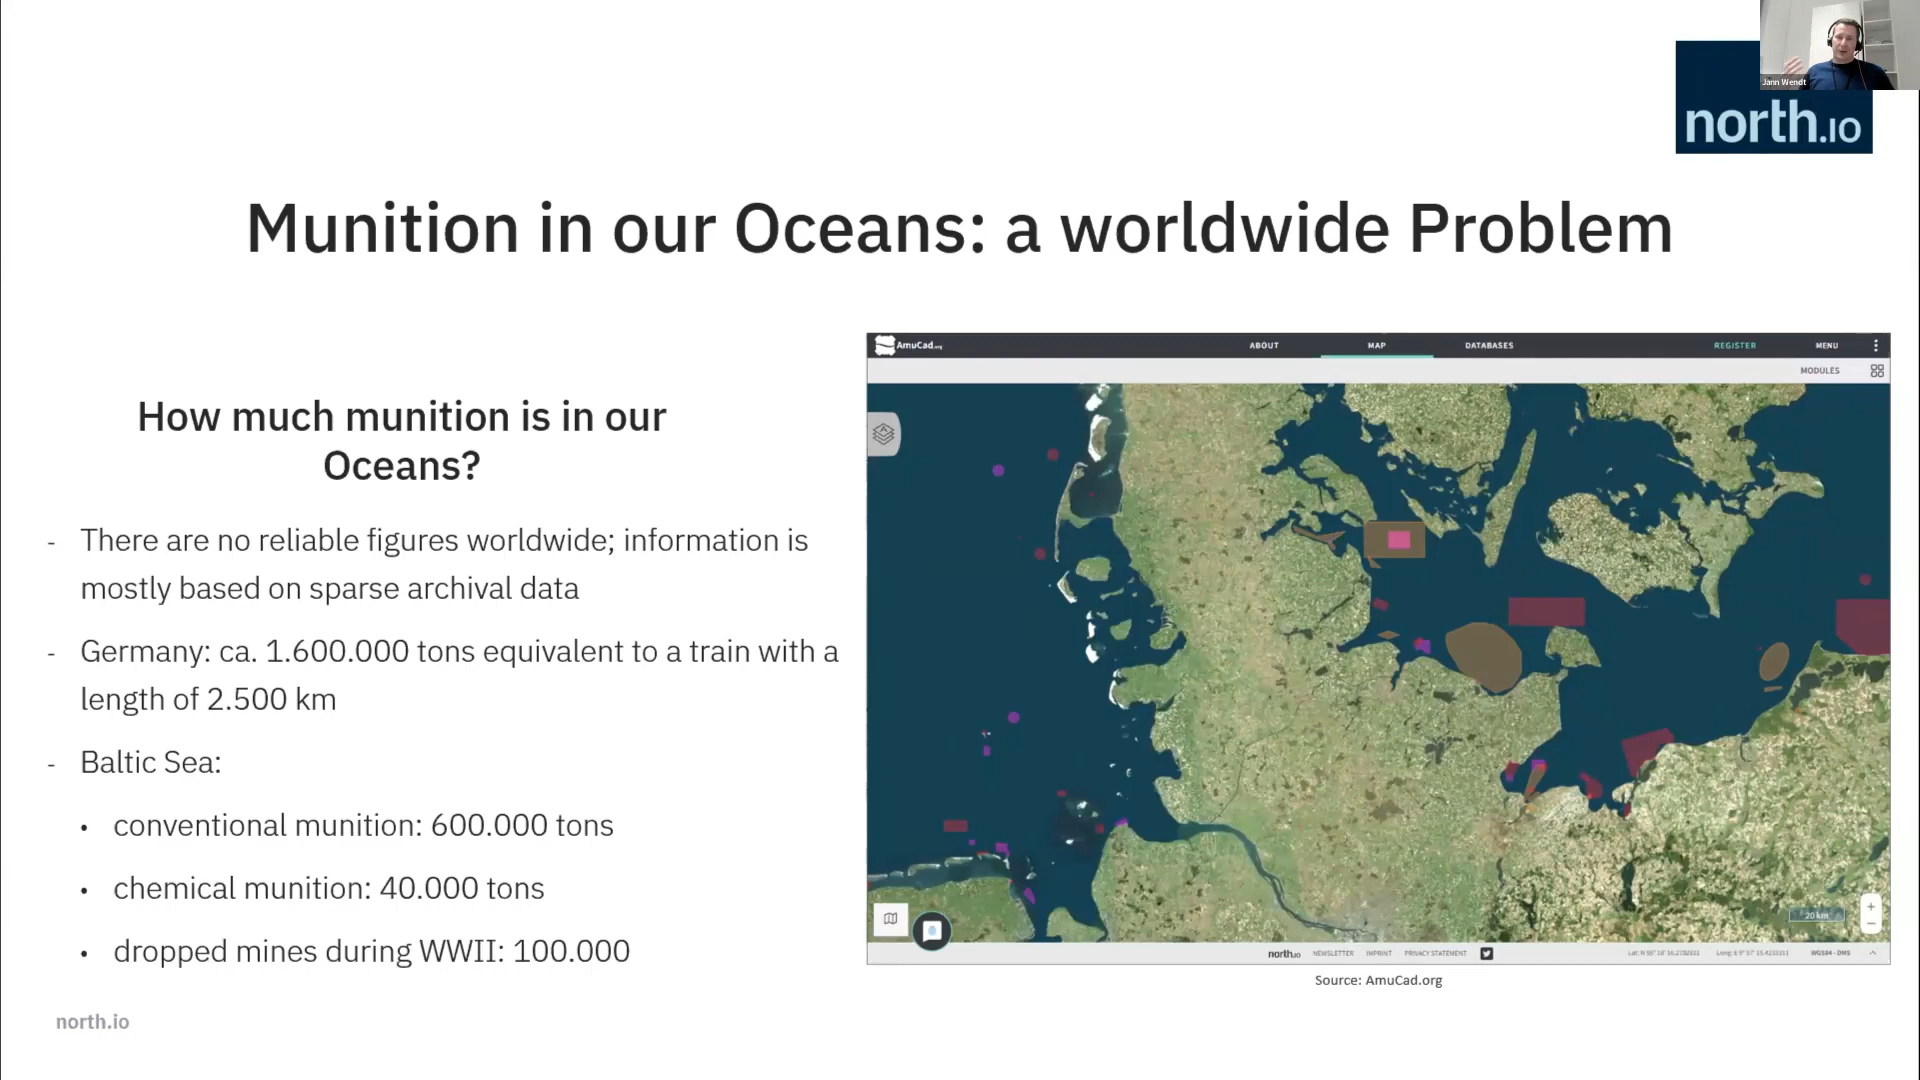 Jann Wendt
north.io
Munition in our Oceans: a worldwide Problem
How much munition is in our
Oceans?
- There are no reliable figures worldwide; information is
mostly based on sparse archival data
- Germany: ca. 1.600.000 tons equivalent to a train with a
length of 2.500 km
- Baltic Sea:
• conventional munition: 600.000 tons
• chemical munition: 40.000 tons
• dropped mines during WWII: 100.000
north.io
AmuCad.org
ABOUT MAP DATABASES REGISTER MENU
MODULES
20 km
north.io NEWSLETTER IMPRINT PRIVACY STATEMENT WGS84 - DMS
Source: AmuCad.org